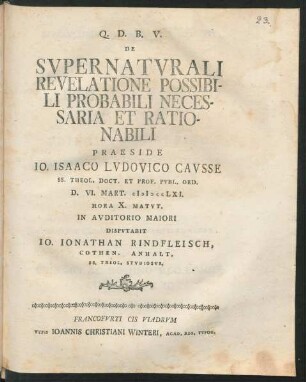 23
Q. D. B. V.
DE
SVPERNATVRALI
REVELATIONE POSSIBI-
LI PROBABILI NECES-
SARIA ET RATIO-
NABILI
PRAESIDE
IO. ISAACO LVDOVICO CAVSSE
SS. THEOL. DOCT. ET PROF. PVBL. ORD.
D. VI. MART.
HORA X. MATVT.
IN AVDITORIO MAIORI
DISPVTABIT
IO. IONATHAN RINDFLEISCH,
COTHEN. ANHALT.
SS. THEOL. STVDIOSVS.
FRANCOFVRTI CIS VIADRVM
TYPIS IOANNIS CHRISTIANI WINTERI, ACAD. REG. TYPOG.